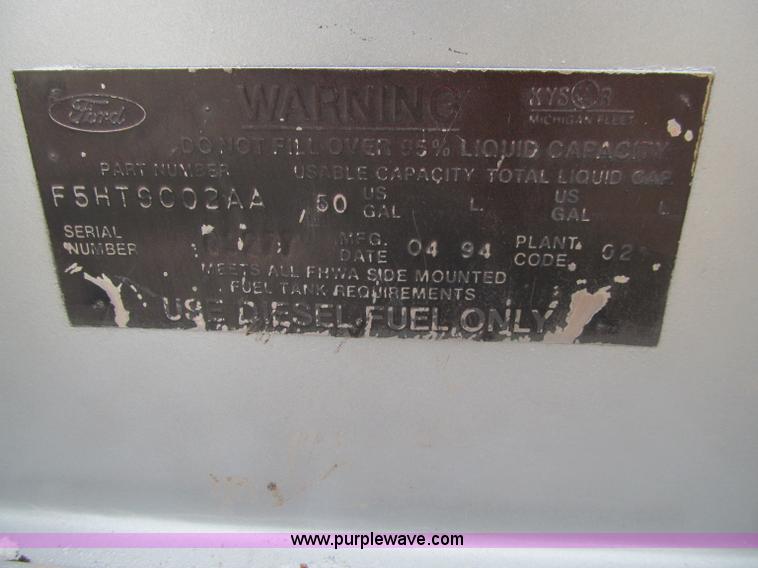 Ford WARNING KYSOR
MICHIGAN FLEET
DO NOT FILL OVER 95% LIQUID CAPACITY
PART NUMBER USABLE CAPACITY TOTAL LIQUID CAP.
F5HT9002AA 50 US GAL L US GAL L
SERIAL NUMBER MFG. DATE 04 94 PLANT CODE 02
MEETS ALL FHWA SIDE MOUNTED
FUEL TANK REQUIREMENTS
USE DIESEL FUEL ONLY
www.purplewave.com